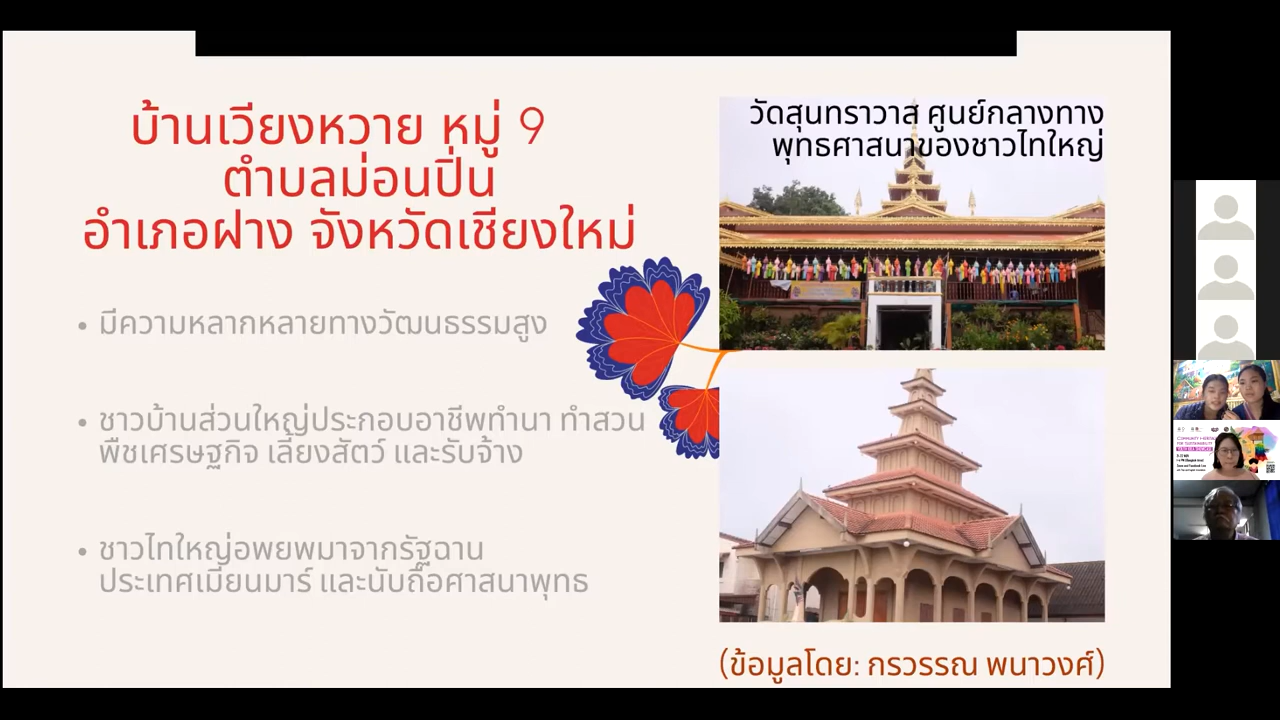 บ้านเวียงหวาย หมู่ 9
ตำบลม่อนปิ่น
อำเภอฝาง จังหวัดเชียงใหม่
• มีความหลากหลายทางวัฒนธรรมสูง
• ชาวบ้านส่วนใหญ่ประกอบอาชีพทำนา ทำสวน
พืชเศรษฐกิจ เลี้ยงสัตว์ และรับจ้าง
• ชาวไทใหญ่อพยพมาจากรัฐฉาน
ประเทศเมียนมาร์ และนับถือศาสนาพุทธ
วัดสุนทราวาส ศูนย์กลางทาง
พุทธศาสนาของชาวไทใหญ่
(ข้อมูลโดย: กรวรรณ พนาวงศ์)